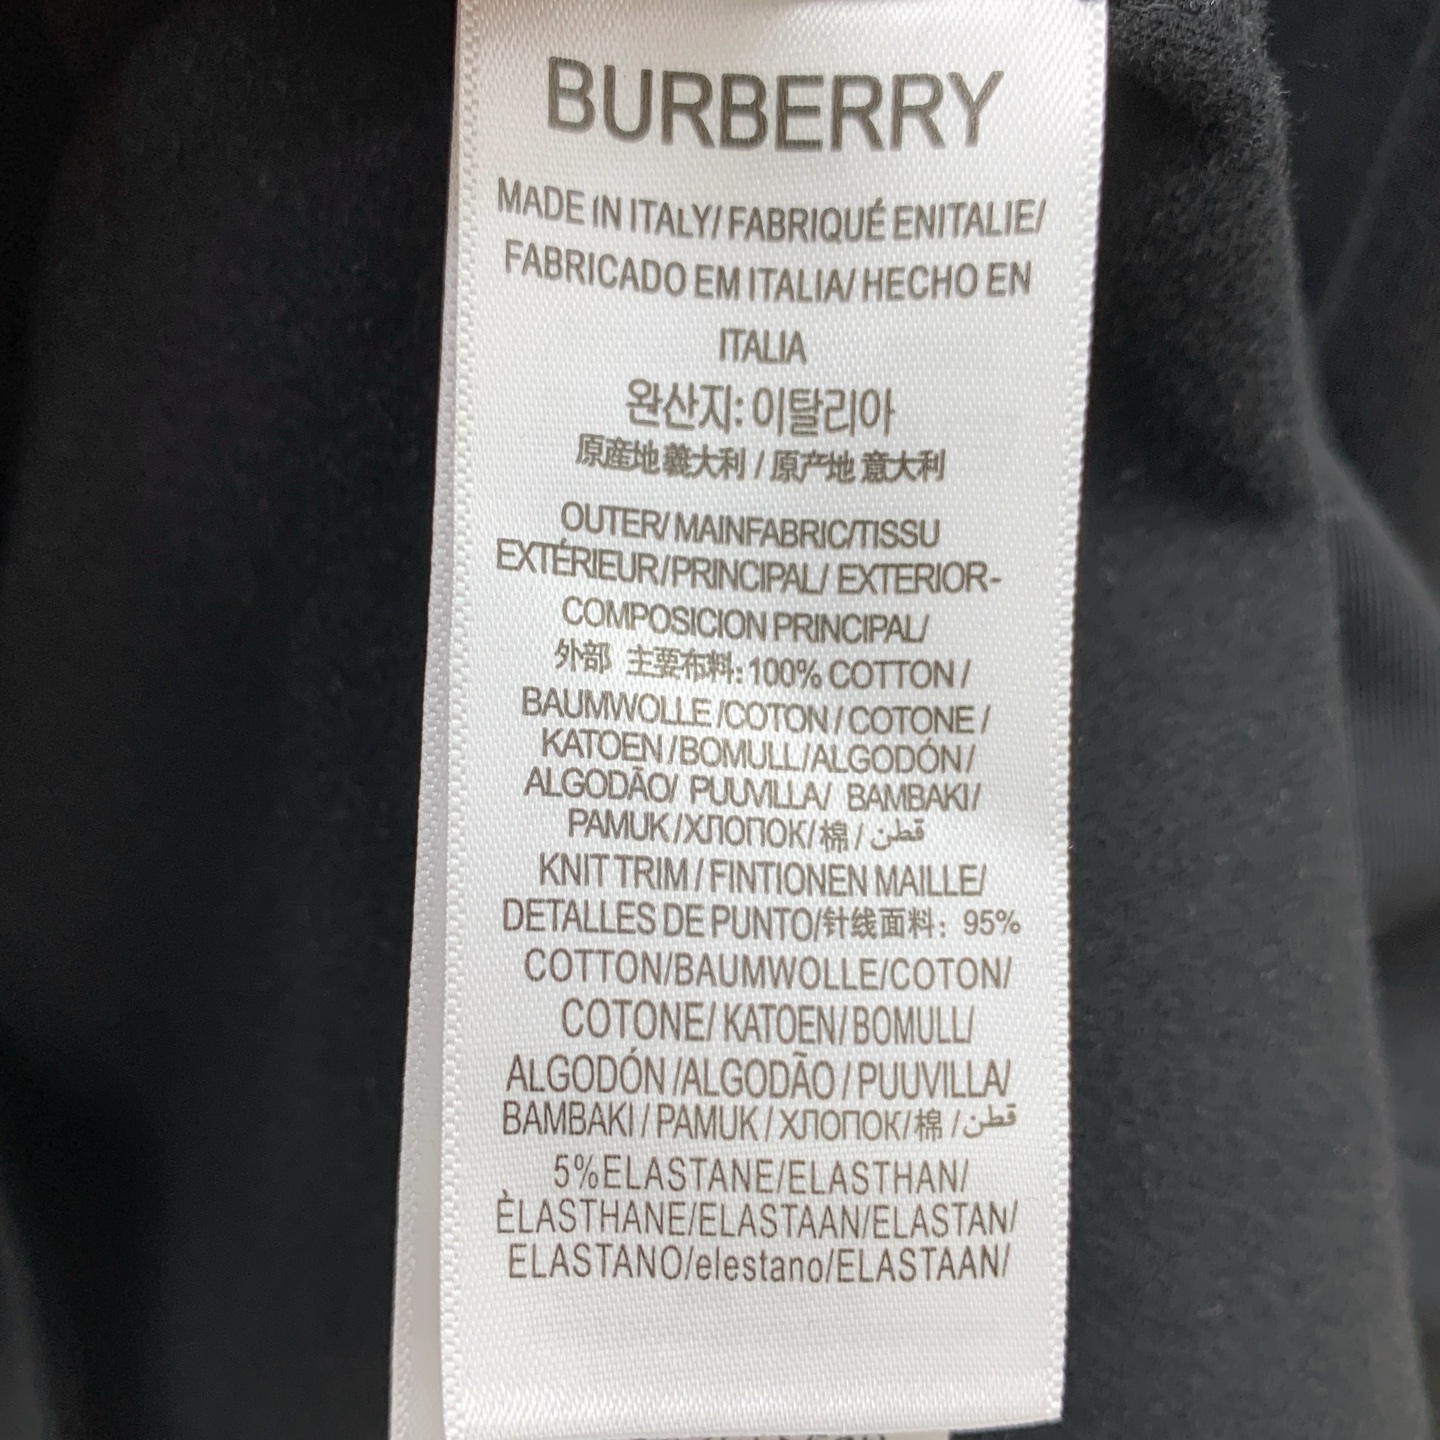 BURBERRY
MADE IN ITALY/ FABRIQUÉ ENITALIE/
FABRICADO EM ITALIA/ HECHO EN
ITALIA
완산지: 이탈리아
原産地 義大利 / 原产地 意大利
OUTER/ MAINFABRIC/TISSU
EXTÉRIEUR/PRINCIPAL/ EXTERIOR-
COMPOSICION PRINCIPAL/
外部 主要布料: 100% COTTON /
BAUMWOLLE /COTON / COTONE /
KATOEN /BOMULL/ALGODÓN/
ALGODÃO/ PUUVILLA/ BAMBAKI/
PAMUK /ХЛОПОК/棉/ قطن
KNIT TRIM / FINTIONEN MAILLE/
DETALLES DE PUNTO/针线面料: 95%
COTTON/BAUMWOLLE/COTON/
COTONE/ KATOEN/BOMULL/
ALGODÓN /ALGODÃO / PUUVILLA/
BAMBAKI / PAMUK / ХЛОПОК/棉 / قطن
5%ELASTANE/ELASTHAN/
ÈLASTHANE/ELASTAAN/ELASTAN/
ELASTANO/elestano/ELASTAAN/